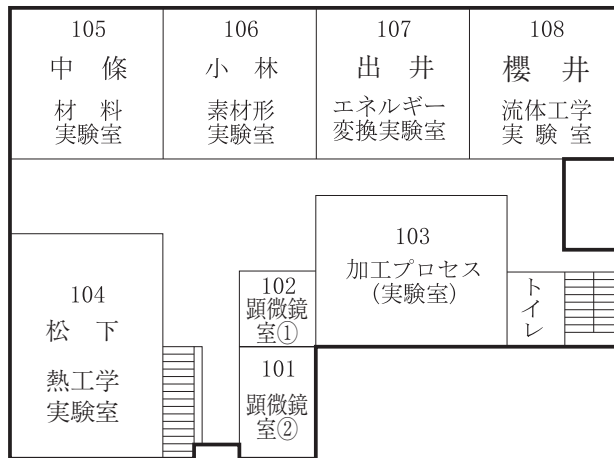 105
中 條
材 料
実験室
106
小 林
素材形
実験室
107
出 井
エネルギー
変換実験室
108
櫻 井
流体工学
実 験 室
103
加工プロセス
(実験室)
トイレ
102
顕微鏡
室①
101
顕微鏡
室②
104
松 下
熱工学
実験室